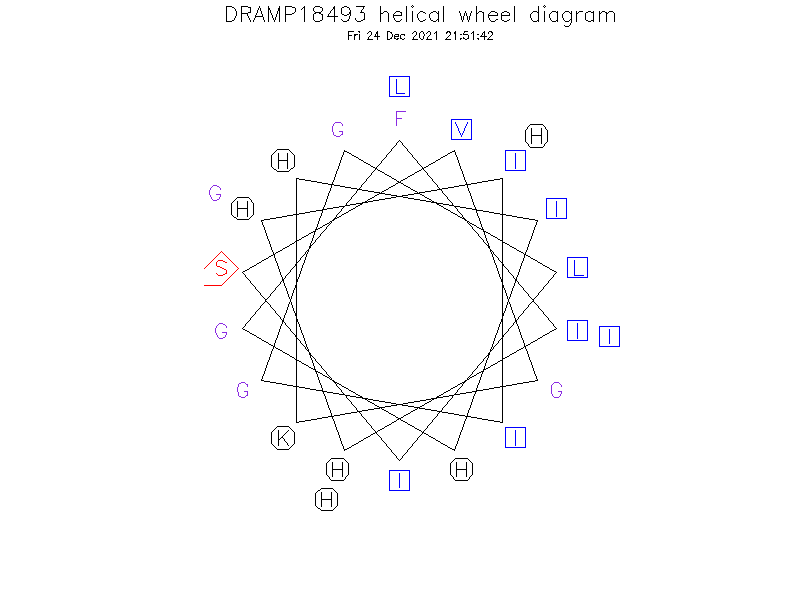 DRAMP18493 helical wheel diagram
Fri 24 Dec 2021 21:51:42
L
F
G V H
H I
G H I
S L
G I I
G G
K I
H I H
H